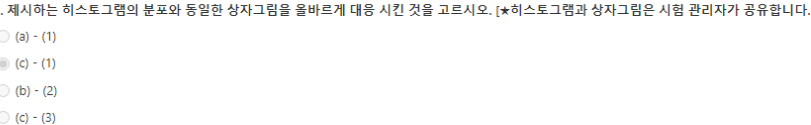 . 제시하는 히스토그램의 분포와 동일한 상자그림을 올바르게 대응 시킨 것을 고르시오. [★히스토그램과 상자그림은 시험 관리자가 공유합니다.
(a) - (1)
(c) - (1)
(b) - (2)
(c) - (3)